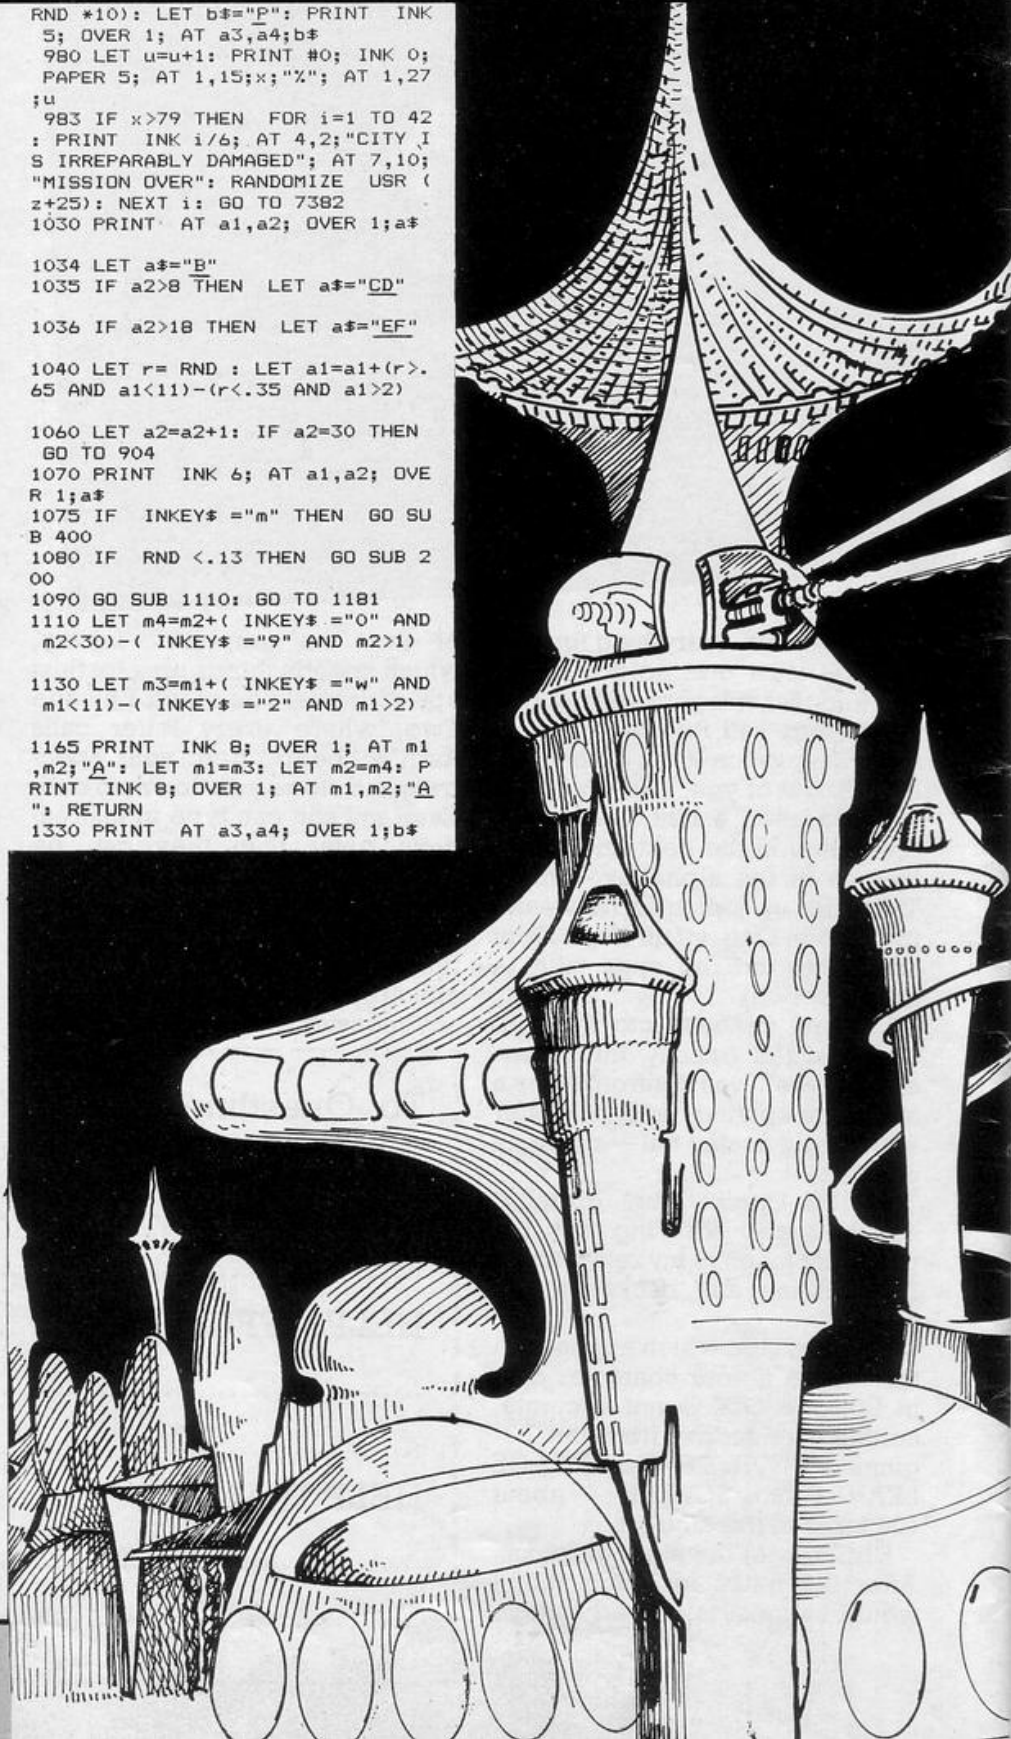 RND *10): LET b$="P": PRINT INK
5; OVER 1; AT a3,a4;b$
980 LET u=u+1: PRINT #0; INK 0;
PAPER 5; AT 1,15;x;"%"; AT 1,27
;u
983 IF x>79 THEN FOR i=1 TO 42
: PRINT INK i/6; AT 4,2;"CITY I
S IRREPARABLY DAMAGED"; AT 7,10;
"MISSION OVER": RANDOMIZE USR (
z+25): NEXT i: GO TO 7382
1030 PRINT AT a1,a2; OVER 1;a$
1034 LET a$="B"
1035 IF a2>8 THEN LET a$="CD"
1036 IF a2>18 THEN LET a$="EF"
1040 LET r= RND : LET a1=a1+(r>.
65 AND a1<11)-(r<.35 AND a1>2)
1060 LET a2=a2+1: IF a2=30 THEN
GO TO 904
1070 PRINT INK 6; AT a1,a2; OVE
R 1;a$
1075 IF INKEY$ ="m" THEN GO SU
B 400
1080 IF RND <.13 THEN GO SUB 2
00
1090 GO SUB 1110: GO TO 1181
1110 LET m4=m2+( INKEY$ ="0" AND
m2<30)-( INKEY$ ="9" AND m2>1)
1130 LET m3=m1+( INKEY$ ="w" AND
m1<11)-( INKEY$ ="2" AND m1>2)
1165 PRINT INK 8; OVER 1; AT m1
,m2;"A": LET m1=m3: LET m2=m4: P
RINT INK 8; OVER 1; AT m1,m2;"A
": RETURN
1330 PRINT AT a3,a4; OVER 1;b$